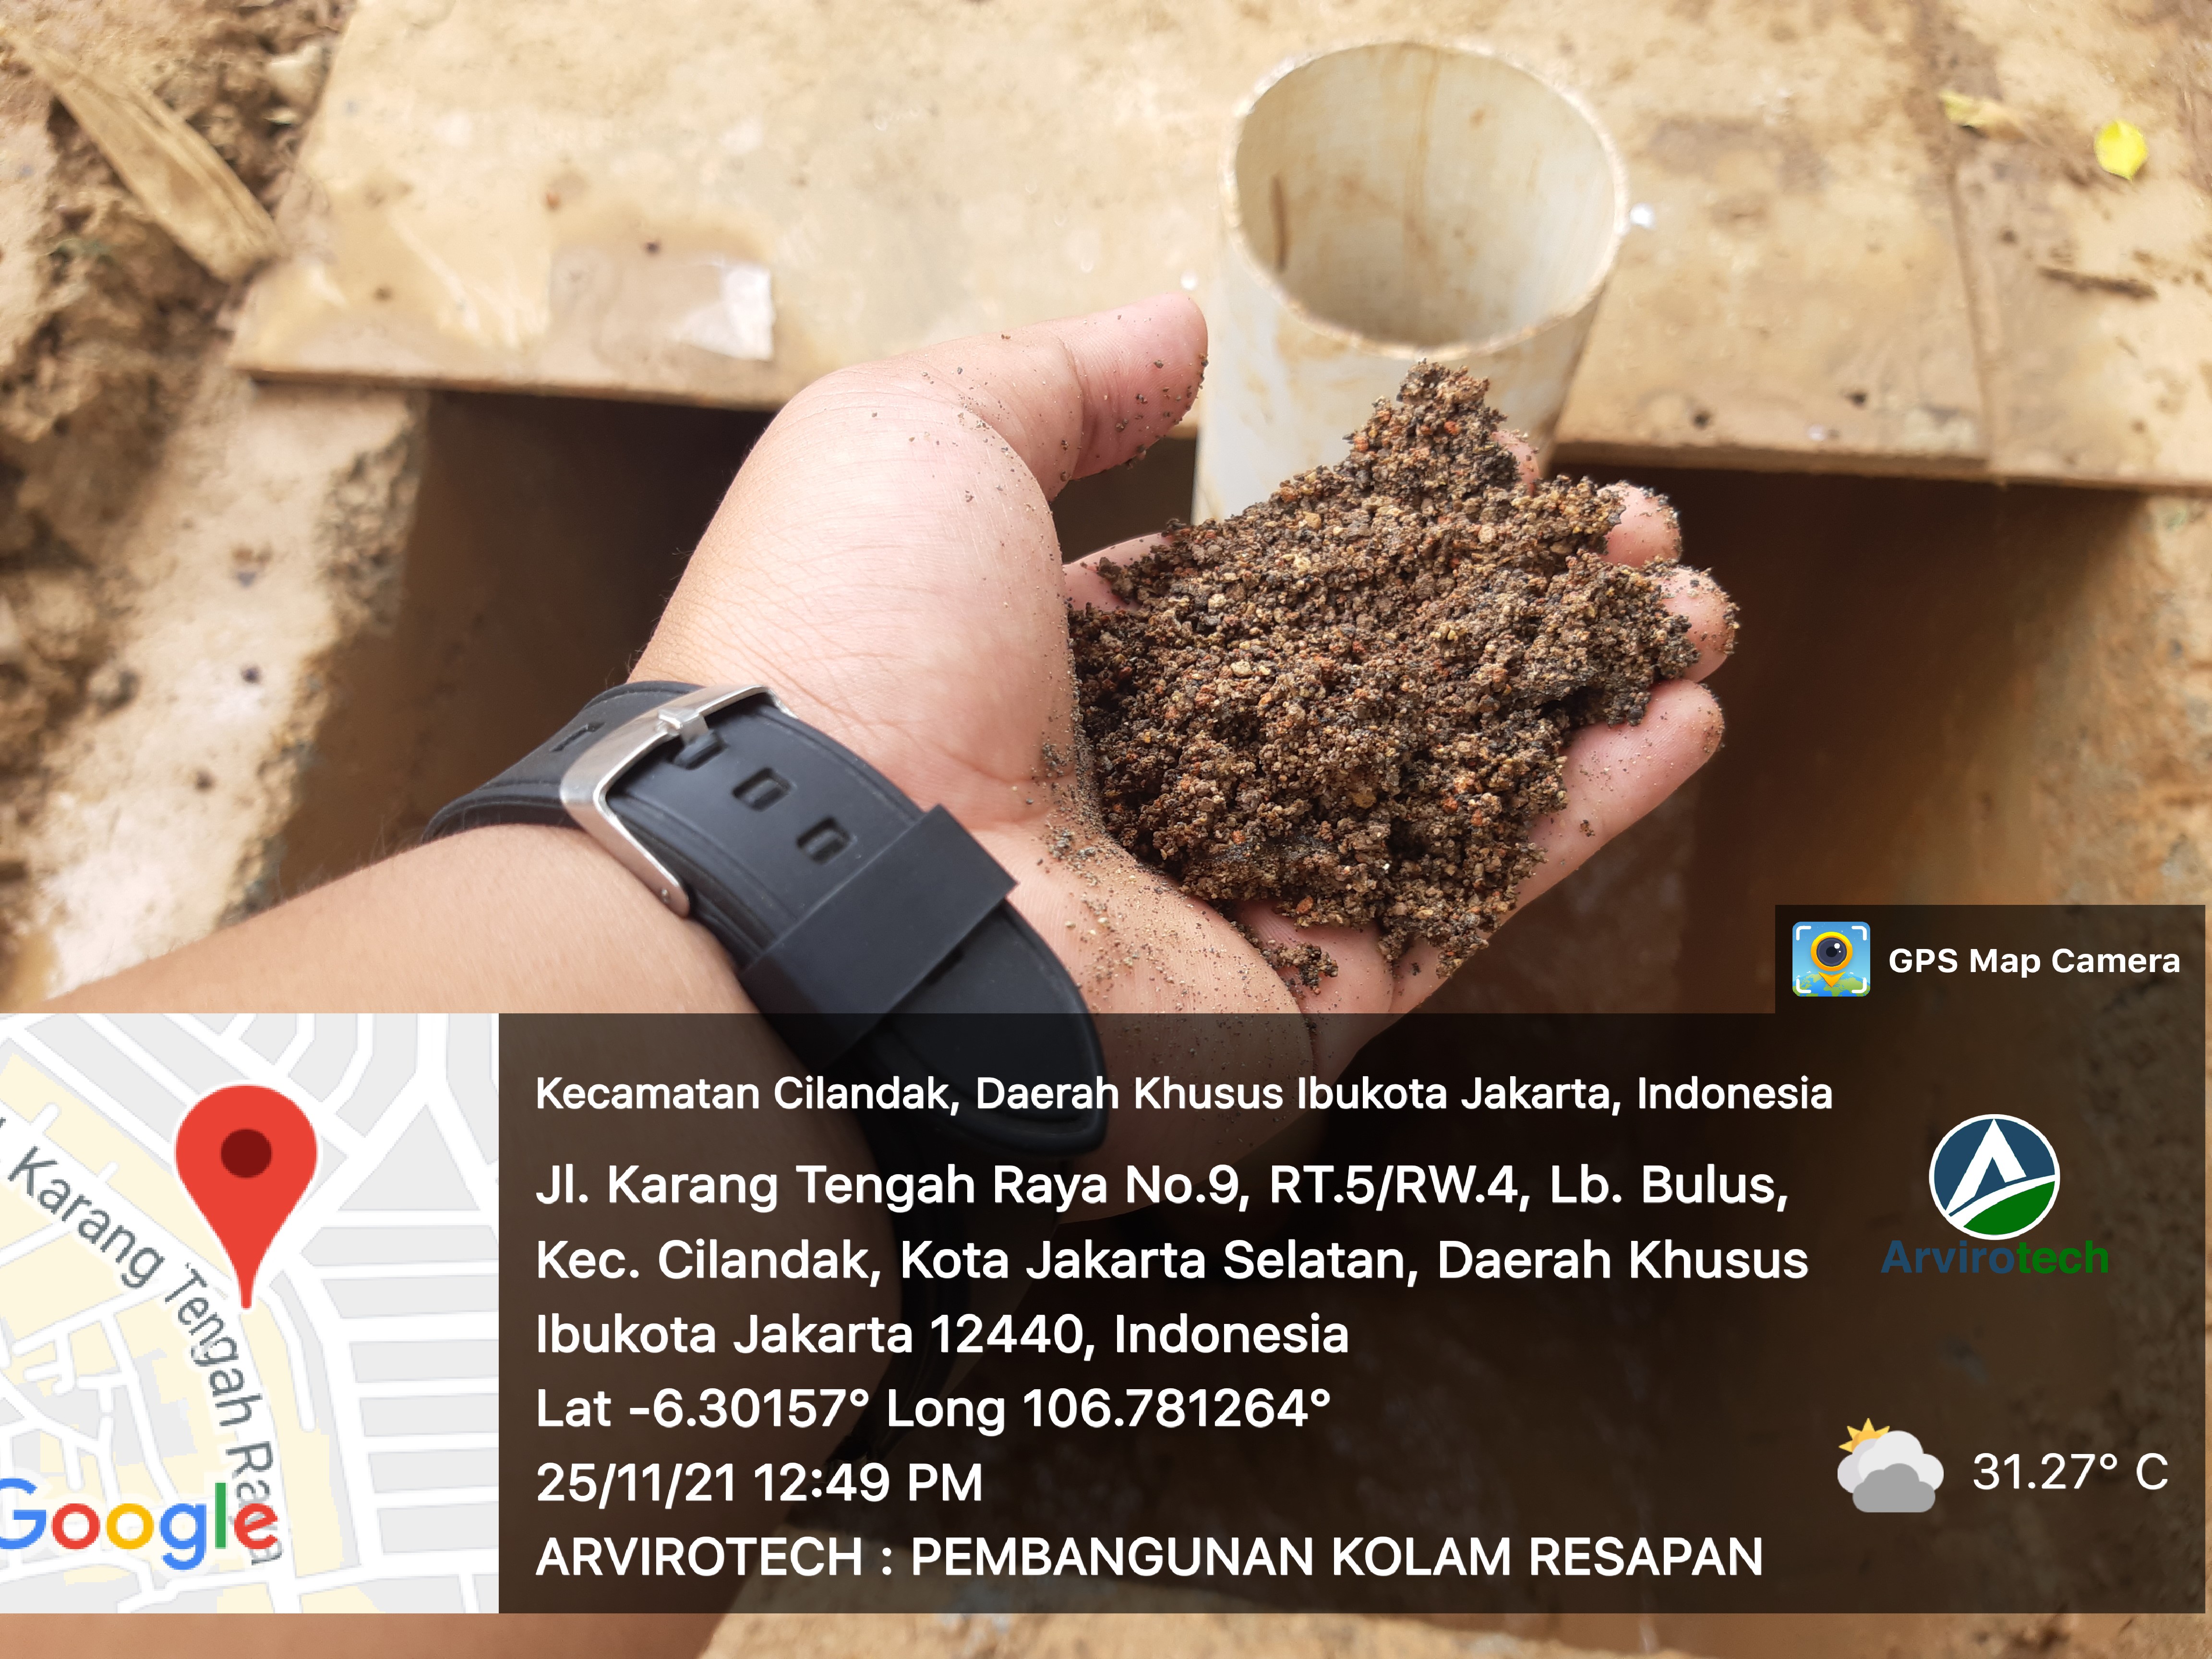 GPS Map Camera
Kecamatan Cilandak, Daerah Khusus Ibukota Jakarta, Indonesia
Jl. Karang Tengah Raya No.9, RT.5/RW.4, Lb. Bulus,
Kec. Cilandak, Kota Jakarta Selatan, Daerah Khusus
Ibukota Jakarta 12440, Indonesia
Lat -6.30157° Long 106.781264°
25/11/21 12:49 PM
ARVIROTECH : PEMBANGUNAN KOLAM RESAPAN
Arvirotech
31.27° C
Karang Tengah Raya
Google